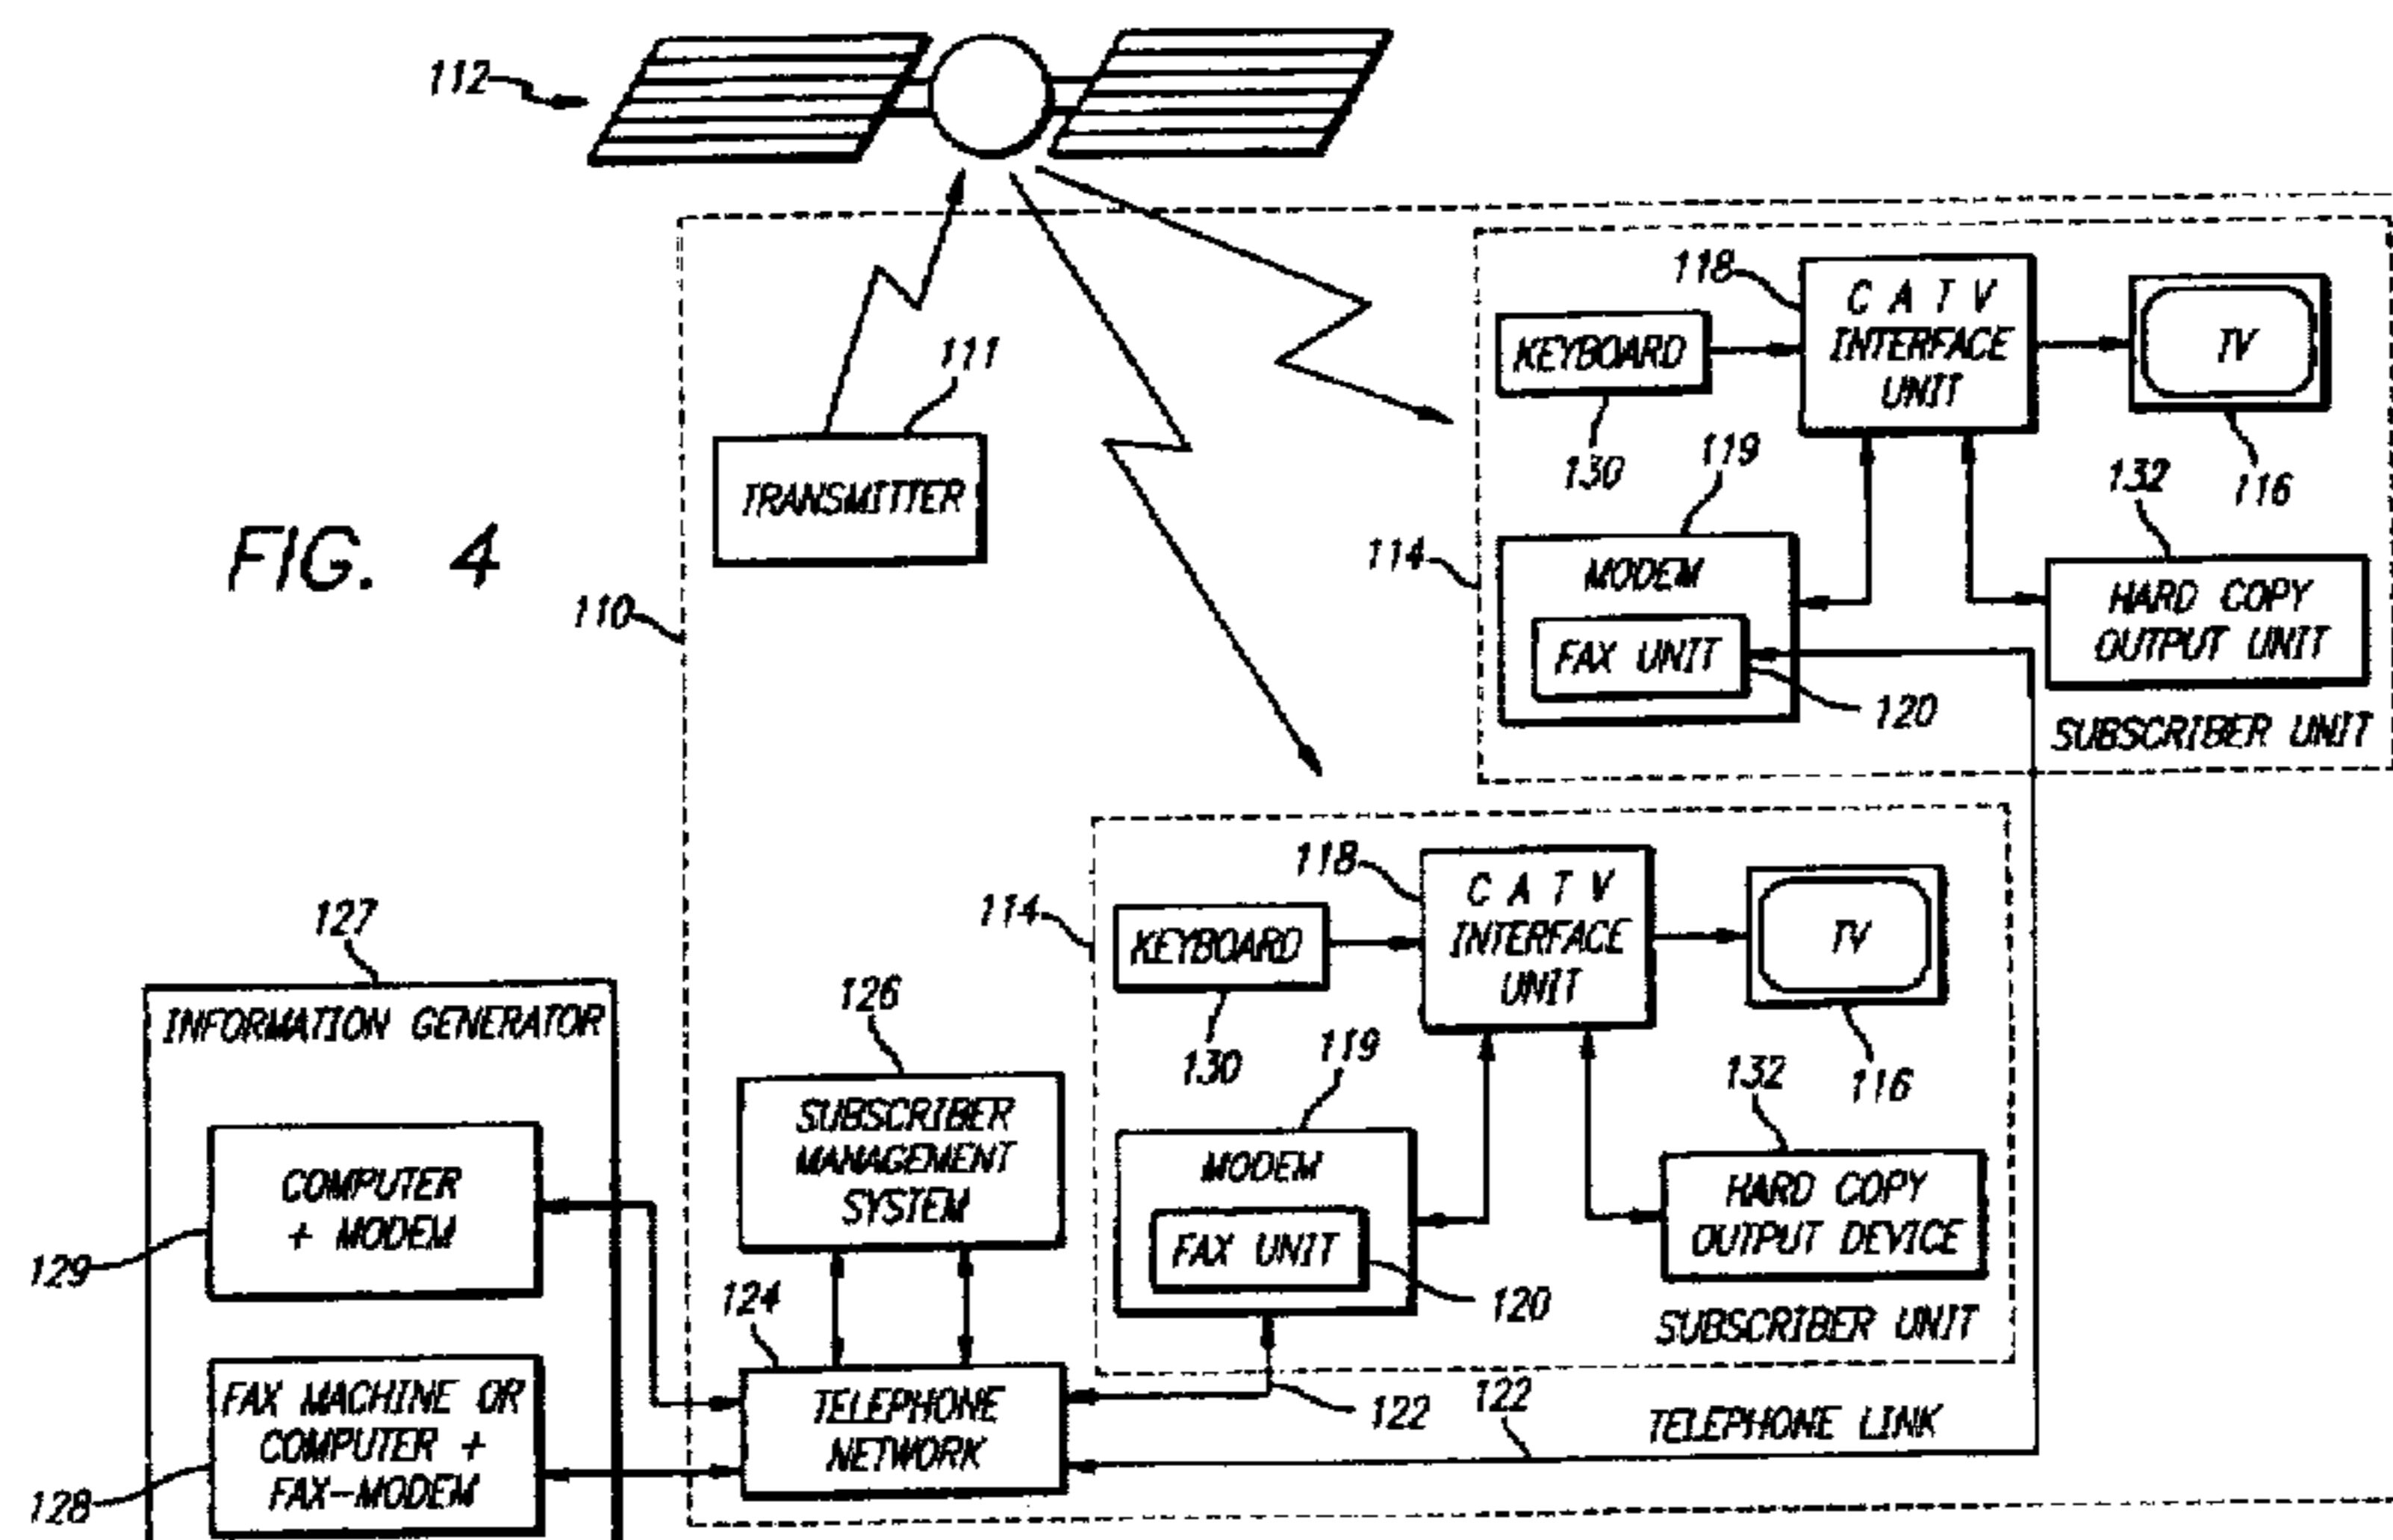 112
118
C A T V
INTERFACE
UNIT
TV
KEYBOARD
111
130
119
132
116
TRANSMITTER
FIG. 4
114
MODEM
HARD COPY
OUTPUT UNIT
110
FAX UNIT
120
SUBSCRIBER UNIT
118
C A T V
INTERFACE
UNIT
TV
114
KEYBOARD
127
126
130
119
132
116
INFORMATION GENERATOR
SUBSCRIBER
MANAGEMENT
SYSTEM
MODEM
HARD COPY
OUTPUT DEVICE
COMPUTER
+ MODEM
FAX UNIT
129
124
120
SUBSCRIBER UNIT
FAX MACHINE OR
COMPUTER +
FAX-MODEM
128
TELEPHONE
NETWORK
122
122
TELEPHONE LINK